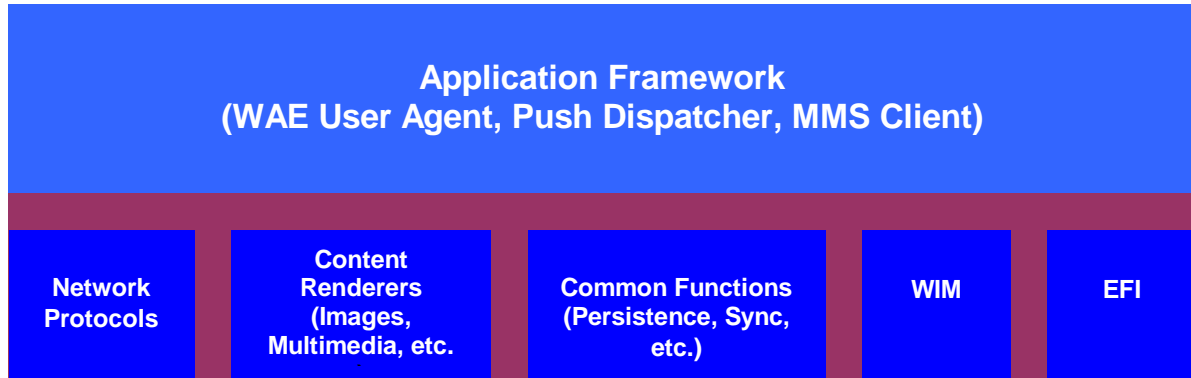 Application Framework
(WAE User Agent, Push Dispatcher, MMS Client)
Network
Protocols
Content
Renderers
(Images,
Multimedia, etc.
Common Functions
(Persistence, Sync,
etc.)
WIM
EFI